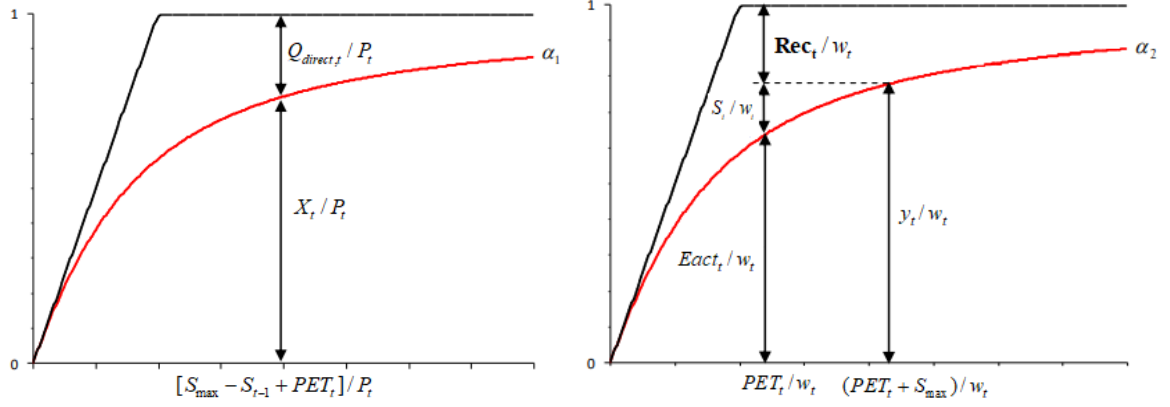 1
Q_direct,t / P_t
α_1
X_t / P_t
0
[S_max − S_t−1 + PET_t] / P_t
1
Rec_t / w_t
α_2
S_t / w_t
y_t / w_t
Eact_t / w_t
0
PET_t / w_t (PET_t + S_max) / w_t